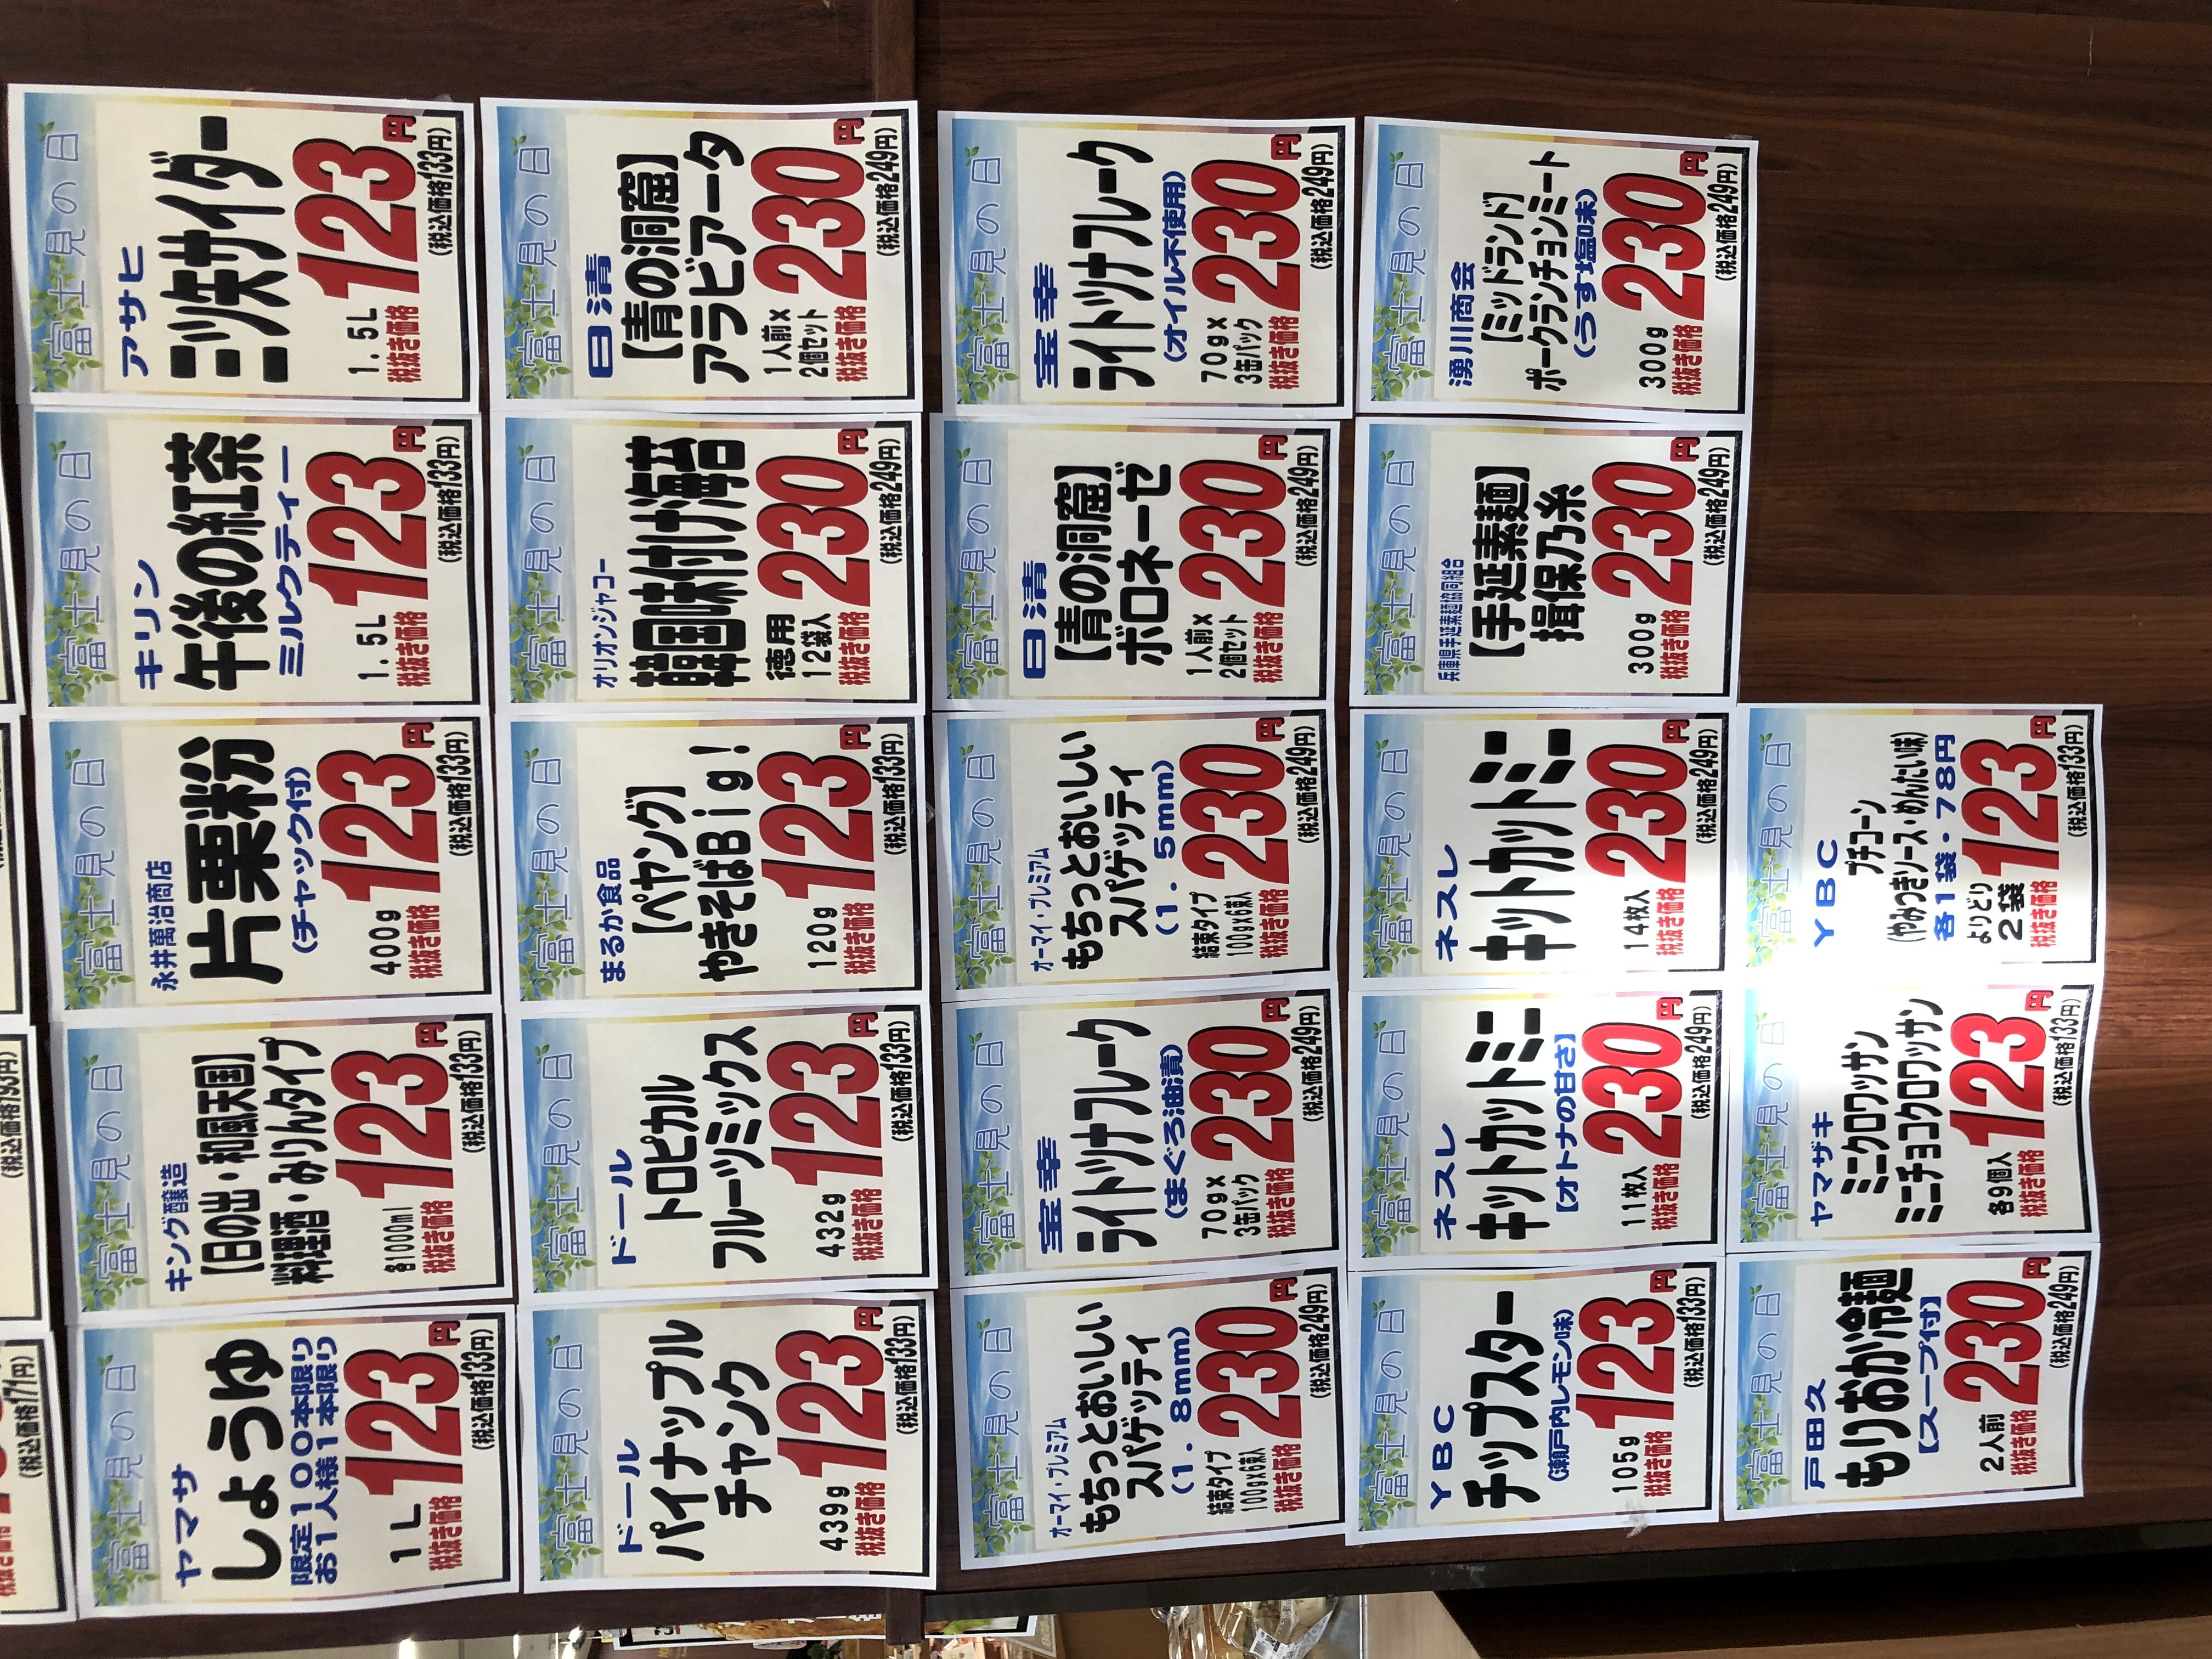 (税込価格171円)
(税込価格193円)
富士見の日
ヤマサ
しょうゆ
限定100本限り
お1人様1本限り
1L
税抜き価格
123円
(税込価格133円)
富士見の日
キング醸造
【日の出・和風天国】
料理酒・みりんタイプ
各1000ml
税抜き価格
123円
(税込価格133円)
富士見の日
永井萬治商店
片栗粉
(チャック付)
400g
税抜き価格
123円
(税込価格133円)
富士見の日
キリン
午後の紅茶
ミルクティー
1.5L
税抜き価格
123円
(税込価格133円)
富士見の日
アサヒ
三ツ矢サイダー
1.5L
税抜き価格
123円
(税込価格133円)
富士見の日
ドール
パイナップル
チャンク
439g
税抜き価格
123円
(税込価格133円)
富士見の日
ドール
トロピカル
フルーツミックス
432g
税抜き価格
123円
(税込価格133円)
富士見の日
まるか食品
【ペヤング】
やきそばBig!
120g
税抜き価格
123円
(税込価格133円)
富士見の日
オリオンジャコー
韓国味付け海苔
徳用
12袋入
税抜き価格
230円
(税込価格249円)
富士見の日
日清
【青の洞窟】
アラビアータ
1人前×
2個セット
税抜き価格
230円
(税込価格249円)
富士見の日
オーマイ・プレミアム
もちっとおいしい
スパゲッティ
(1.8mm)
結束タイプ
100g×6束入
税抜き価格
230円
(税込価格249円)
富士見の日
宝幸
ライトツナフレーク
(まぐろ油漬)
70g×
3缶パック
税抜き価格
230円
(税込価格249円)
富士見の日
オーマイ・プレミアム
もちっとおいしい
スパゲッティ
(1.5mm)
結束タイプ
100g×6束入
税抜き価格
230円
(税込価格249円)
富士見の日
日清
【青の洞窟】
ボロネーゼ
1人前×
2個セット
税抜き価格
230円
(税込価格249円)
富士見の日
宝幸
ライトツナフレーク
(オイル不使用)
70g×
3缶パック
税抜き価格
230円
(税込価格249円)
富士見の日
YBC
チップスター
(瀬戸内レモン味)
105g
税抜き価格
123円
(税込価格133円)
富士見の日
ネスレ
キットカットミニ
【オトナの甘さ】
11枚入
税抜き価格
230円
(税込価格249円)
富士見の日
ネスレ
キットカットミニ
14枚入
税抜き価格
230円
(税込価格249円)
富士見の日
兵庫県手延素麺協同組合
【手延素麺】
揖保乃糸
300g
税抜き価格
230円
(税込価格249円)
富士見の日
湧川商会
【ミッドランド】
ポークランチョンミート
(うす塩味)
300g
税抜き価格
230円
(税込価格249円)
富士見の日
戸田久
もりおか冷麺
【スープ付】
2人前
税抜き価格
230円
(税込価格249円)
富士見の日
ヤマザキ
ミニクロワッサン
ミニチョコクロワッサン
各9個入
税抜き価格
123円
(税込価格133円)
富士見の日
YBC
プチコーン
(やみつきソース・めんたい味)
各1袋・78円
よりどり
2袋
税抜き価格
123円
(税込価格133円)